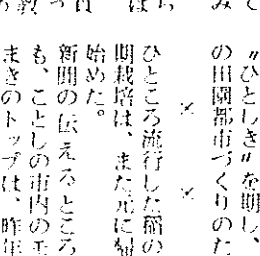 みて
〃ひとしき〃を期し、
の田園都市づくりのた
× ×
ひところ流行した稲の
期栽培は、また元に帰
始めた。
新聞の伝えるところ
も、ことしの市内のモ
まきのトップは、昨年